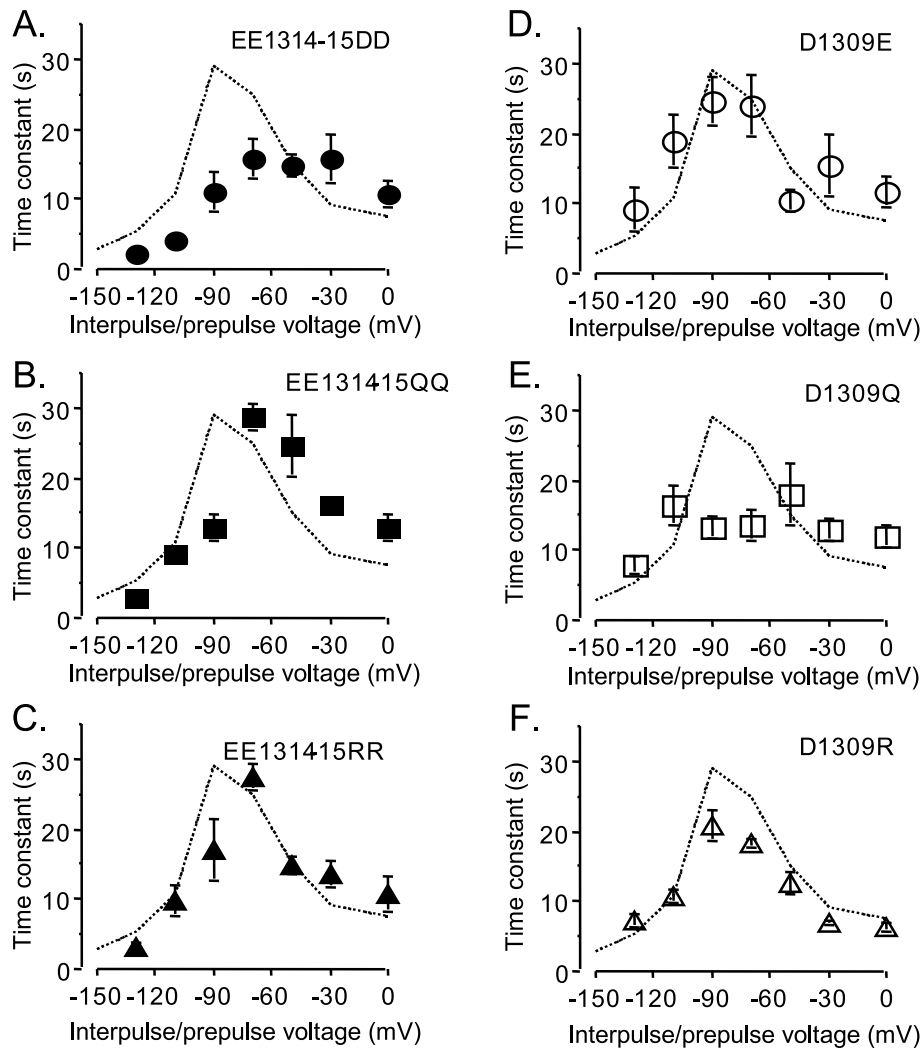 A.
EE1314-15DD
Time constant (s)
30
20
10
0
-150 -120 -90 -60 -30 0
Interpulse/prepulse voltage (mV)
D.
D1309E
Time constant (s)
30
20
10
0
-150 -120 -90 -60 -30 0
Interpulse/prepulse voltage (mV)
B.
EE131415QQ
Time constant (s)
30
20
10
0
-150 -120 -90 -60 -30 0
Interpulse/prepulse voltage (mV)
E.
D1309Q
Time constant (s)
30
20
10
0
-150 -120 -90 -60 -30 0
Interpulse/prepulse voltage (mV)
C.
EE131415RR
Time constant (s)
30
20
10
0
-150 -120 -90 -60 -30 0
Interpulse/prepulse voltage (mV)
F.
D1309R
Time constant (s)
30
20
10
0
-150 -120 -90 -60 -30 0
Interpulse/prepulse voltage (mV)